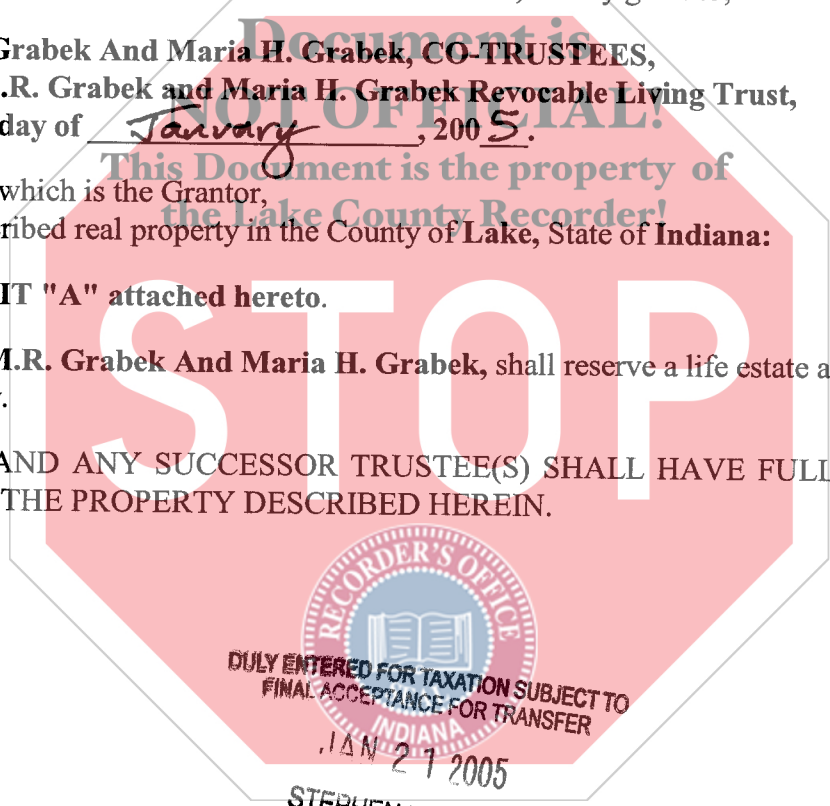 Document is
Grabek And Maria H. Grabek, CO-TRUSTEES,
.R. Grabek and Maria H. Grabek Revocable Living Trust,
NOT OFFICIAL!
day of January, 2005.
This Document is the property of
which is the Grantor,
the Lake County Recorder!
ribed real property in the County of Lake, State of Indiana:
IT "A" attached hereto.
STOP
M.R. Grabek And Maria H. Grabek, shall reserve a life estate a
AND ANY SUCCESSOR TRUSTEE(S) SHALL HAVE FULL
THE PROPERTY DESCRIBED HEREIN.
RECORDER'S OFFICE
DULY ENTERED FOR TAXATION SUBJECT TO
FINAL ACCEPTANCE FOR TRANSFER
INDIANA
JAN 21 2005